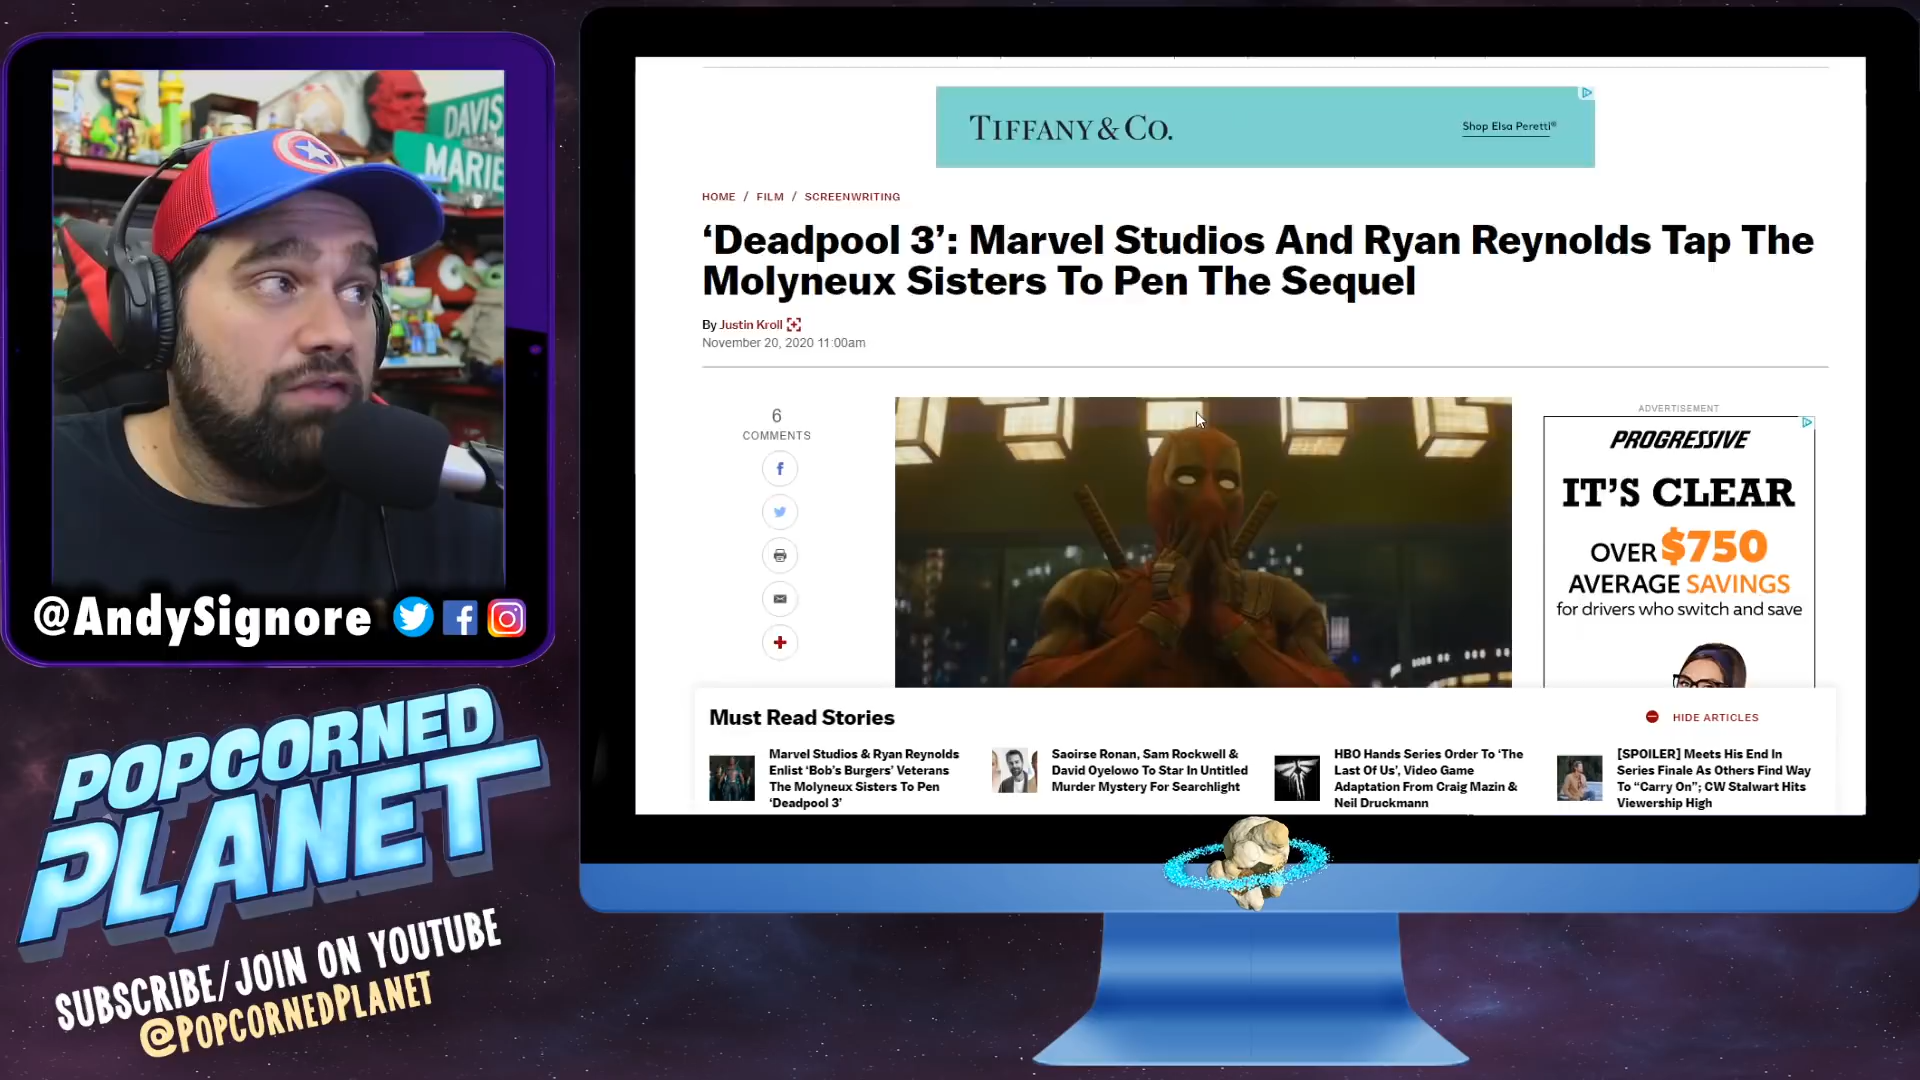 DAVIS
MARIE
@AndySignore
POPCORNED
PLANET
SUBSCRIBE/JOIN ON YOUTUBE
@POPCORNEDPLANET
TIFFANY & CO.
Shop Elsa Peretti®
HOME / FILM / SCREENWRITING
‘Deadpool 3’: Marvel Studios And Ryan Reynolds Tap The
Molyneux Sisters To Pen The Sequel
By Justin Kroll
November 20, 2020 11:00am
6
COMMENTS
ADVERTISEMENT
PROGRESSIVE
IT'S CLEAR
OVER $750
AVERAGE SAVINGS
for drivers who switch and save
Must Read Stories
HIDE ARTICLES
Marvel Studios & Ryan Reynolds
Enlist ‘Bob’s Burgers’ Veterans
The Molyneux Sisters To Pen
‘Deadpool 3’
Saoirse Ronan, Sam Rockwell &
David Oyelowo To Star In Untitled
Murder Mystery For Searchlight
HBO Hands Series Order To ‘The
Last Of Us’, Video Game
Adaptation From Craig Mazin &
Neil Druckmann
[SPOILER] Meets His End In
Series Finale As Others Find Way
To “Carry On”; CW Stalwart Hits
Viewership High